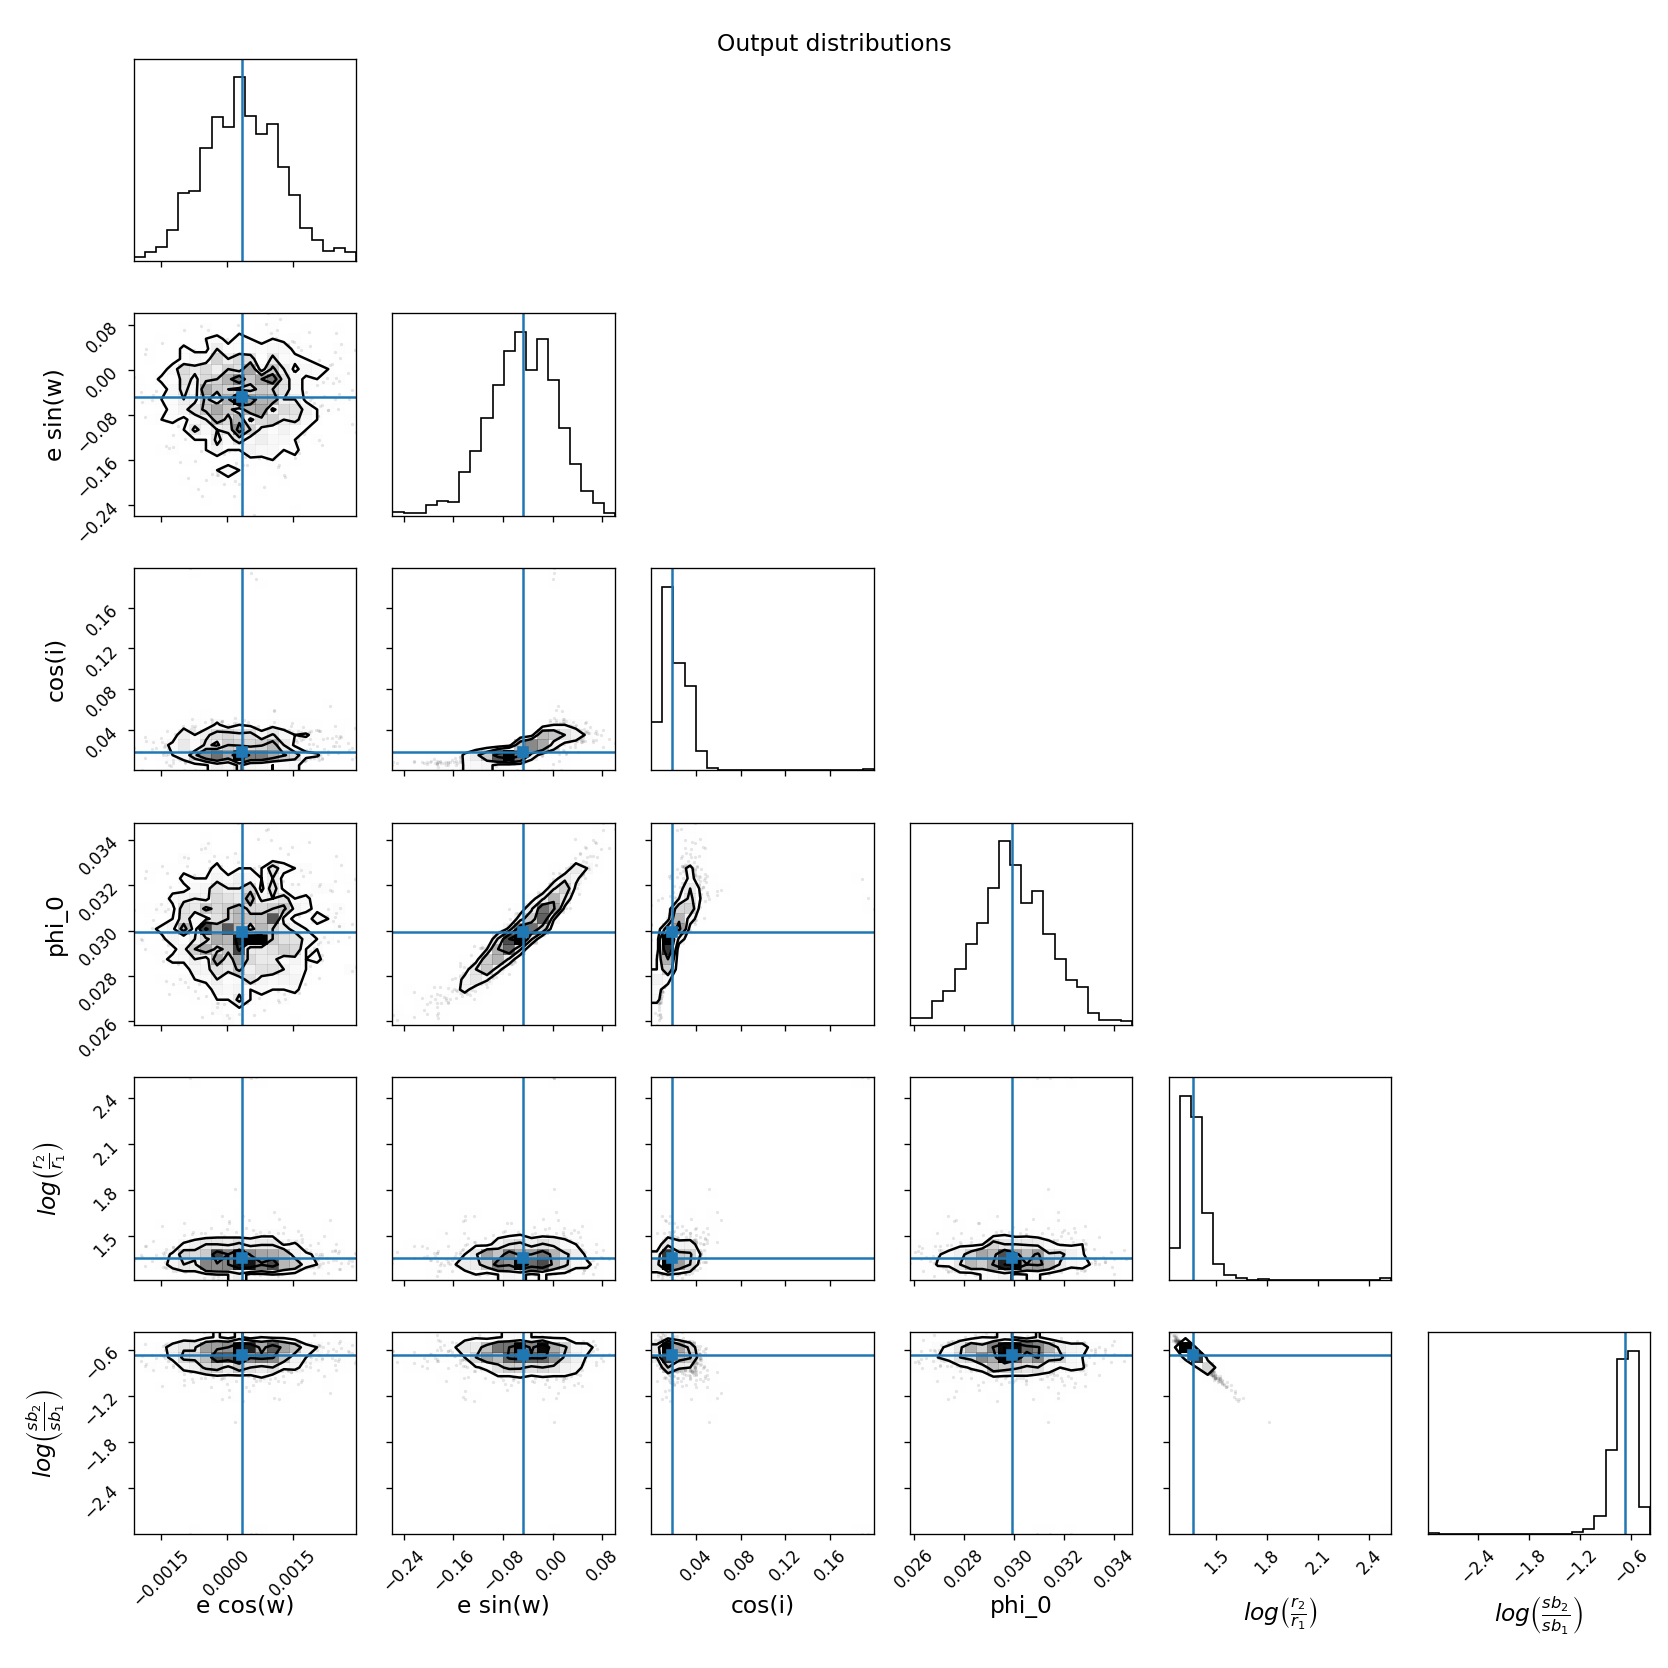 Output distributions
e sin(w)
0.08
0.00
−0.08
−0.16
−0.24
cos(i)
0.16
0.12
0.08
0.04
phi_0
0.034
0.032
0.030
0.028
0.026
log(r₂/r₁)
2.4
2.1
1.8
1.5
log(sb₂/sb₁)
−0.6
−1.2
−1.8
−2.4
−0.0015 0.0000 0.0015
−0.24 −0.16 −0.08 0.00 0.08
0.04 0.08 0.12 0.16
0.026 0.028 0.030 0.032 0.034
1.5 1.8 2.1 2.4
−2.4 −1.8 −1.2 −0.6
e cos(w) e sin(w) cos(i) phi_0 log(r₂/r₁) log(sb₂/sb₁)